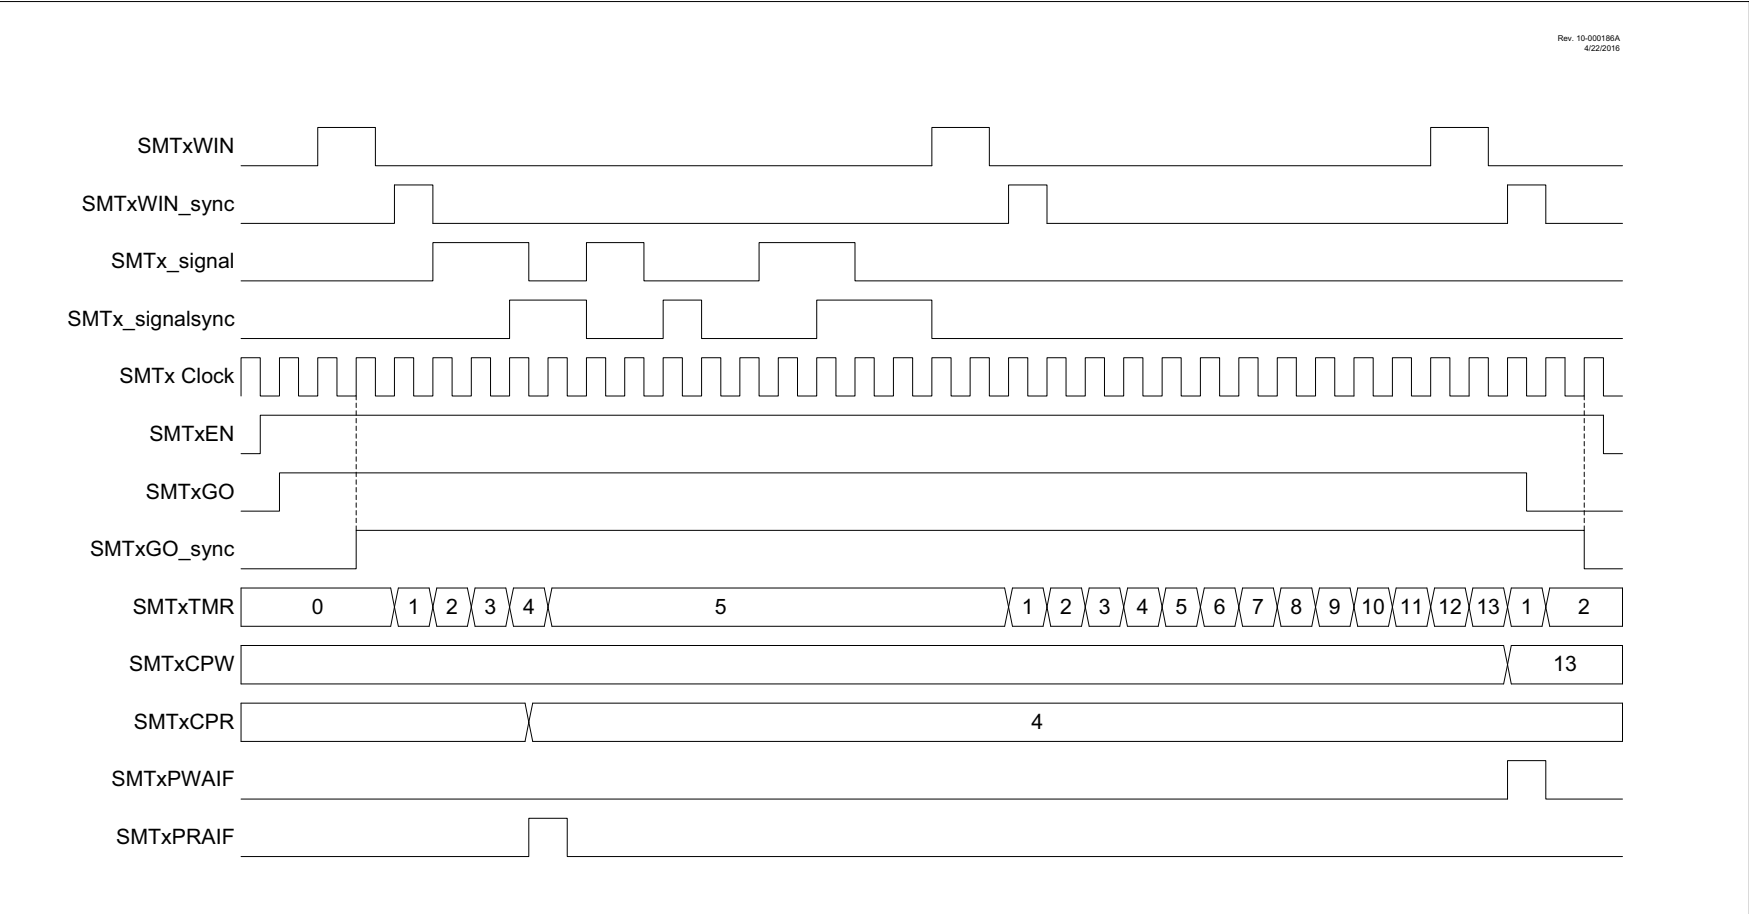 Rev. 10-000186A
4/22/2016
SMTxWIN
SMTxWIN_sync
SMTx_signal
SMTx_signalsync
SMTx Clock
SMTxEN
SMTxGO
SMTxGO_sync
SMTxTMR 0 1 2 3 4 5 1 2 3 4 5 6 7 8 9 10 11 12 13 1 2
SMTxCPW 13
SMTxCPR 4
SMTxPWAIF
SMTxPRAIF